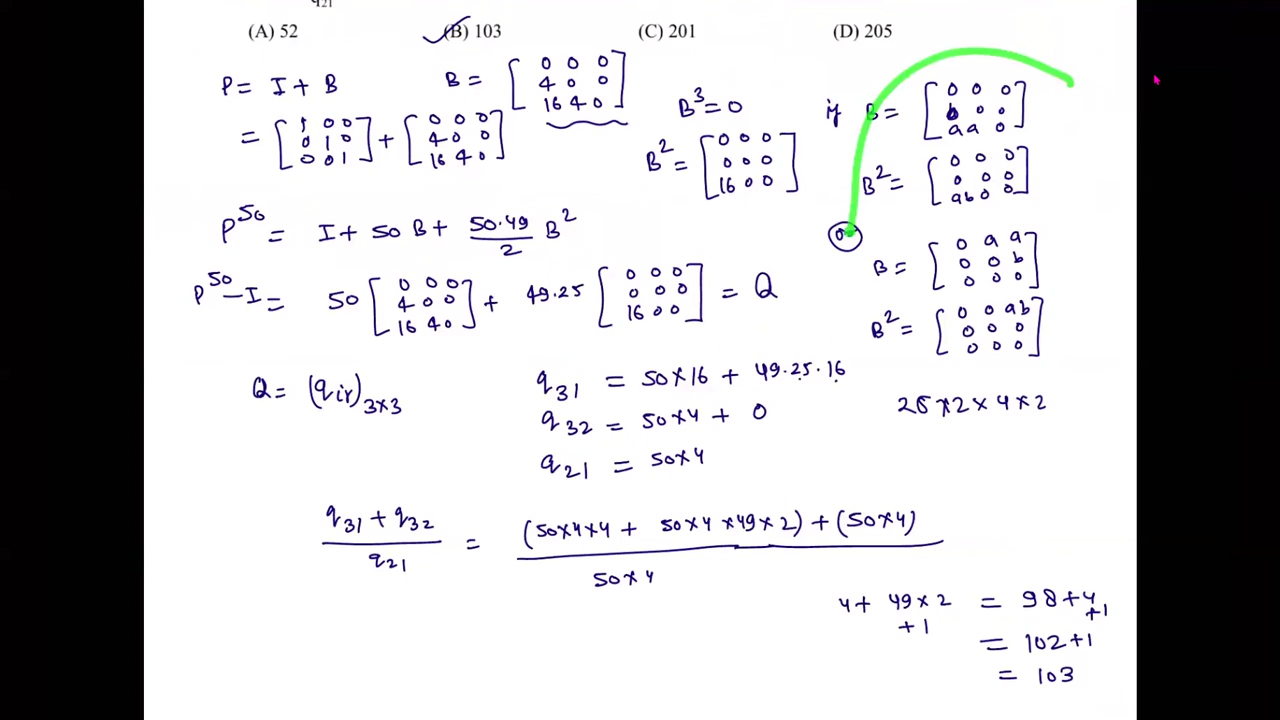 q21
(A) 52 (B) 103 (C) 201 (D) 205
P = I + B
B = [0 0 0
4 0 0
16 4 0]
= [1 0 0
0 1 0
0 0 1] + [0 0 0
4 0 0
16 4 0]
B³ = 0
B² = [0 0 0
0 0 0
16 0 0]
if B = [0 0 0
b 0 0
a a 0]
B² = [0 0 0
0 0 0
ab 0 0]
P⁵⁰ = I + 50 B + 50.49/2 B²
or
B = [0 a a
0 0 b
0 0 0]
B² = [0 0 ab
0 0 0
0 0 0]
P⁵⁰ - I = 50 [0 0 0
4 0 0
16 4 0] + 49.25 [0 0 0
0 0 0
16 0 0] = Q
Q = (qir)3×3
q31 = 50×16 + 49.25.16
q32 = 50×4 + 0
q21 = 50×4
25×2×4×2
q31 + q32 / q21 = (50×4×4 + 50×4×49×2) + (50×4) / 50×4
4 + 49×2 + 1 = 98+4+1
= 102+1
= 103